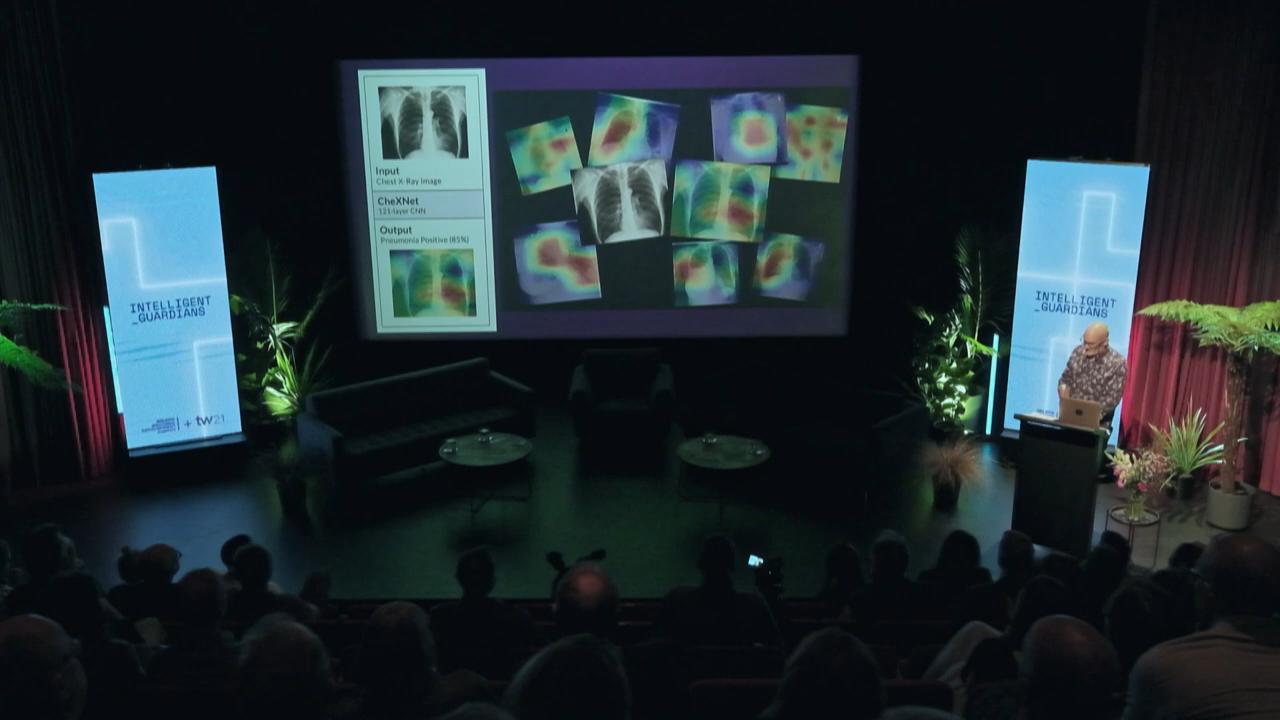 Input
Chest X-Ray Image
CheXNet
121-layer CNN
Output
Pneumonia Positive (85%)
INTELLIGENT
_GUARDIANS
+ tw21
INTELLIGENT
_GUARDIANS